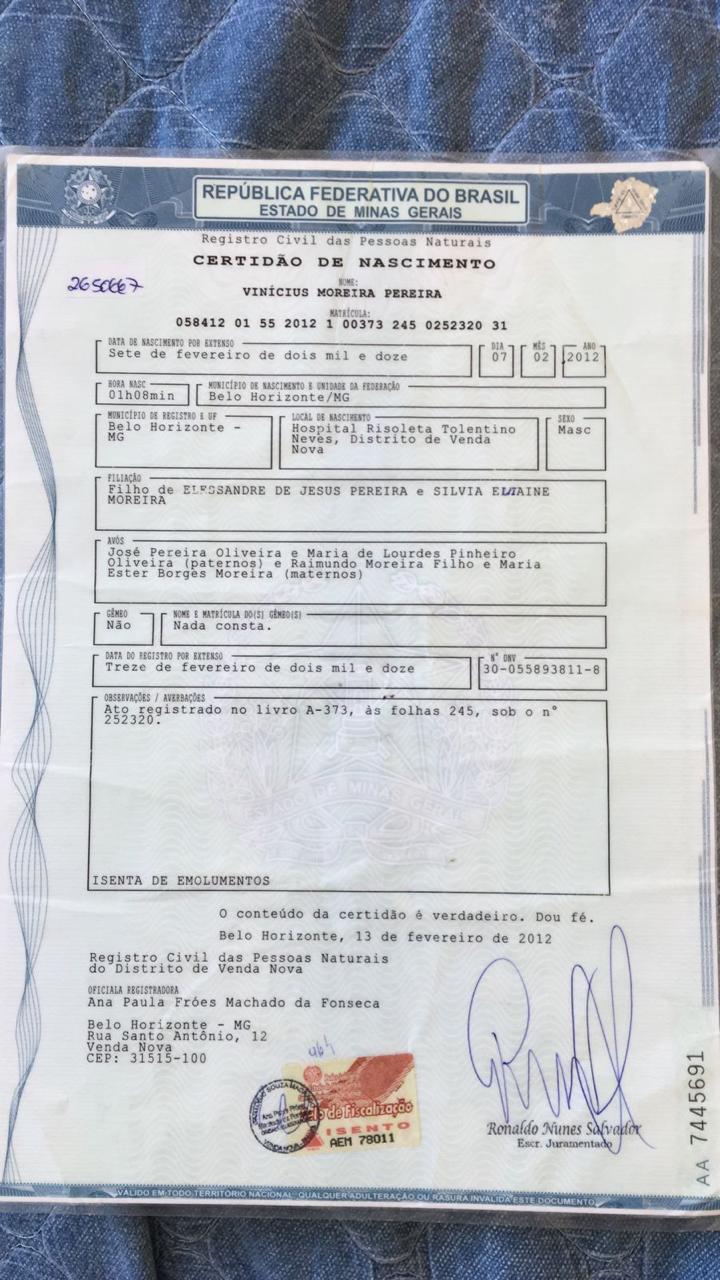 REPÚBLICA FEDERATIVA DO BRASIL
ESTADO DE MINAS GERAIS
Registro Civil das Pessoas Naturais
CERTIDÃO DE NASCIMENTO
2650667
NOME:
VINÍCIUS MOREIRA PEREIRA
MATRÍCULA:
058412 01 55 2012 1 00373 245 0252320 31
DATA DE NASCIMENTO POR EXTENSO
Sete de fevereiro de dois mil e doze
DIA
07
MÊS
02
ANO
2012
HORA NASC
01h08min
MUNICÍPIO DE NASCIMENTO E UNIDADE DA FEDERAÇÃO
Belo Horizonte/MG
MUNICÍPIO DE REGISTRO E UF
Belo Horizonte -
MG
LOCAL DE NASCIMENTO
Hospital Risoleta Tolentino
Neves, Distrito de Venda
Nova
SEXO
Masc
FILIAÇÃO
Filho de ELESSANDRE DE JESUS PEREIRA e SILVIA
MOREIRA
AVÓS
José Pereira Oliveira e Maria de Lourdes Pinheiro
Oliveira (paternos) e Raimundo Moreira Filho e Maria
Ester Borges Moreira (maternos)
GÊMEO
Não
NOME E MATRÍCULA DO(S) GÊMEO(S)
Nada consta.
DATA DO REGISTRO POR EXTENSO
Treze de fevereiro de dois mil e doze
N° DNV
30-055893811-8
OBSERVAÇÕES / AVERBAÇÕES
Ato registrado no livro A-373, às folhas 245, sob o n°
252320.
ESTADO DE MINAS GERAIS
ISENTA DE EMOLUMENTOS
O conteúdo da certidão é verdadeiro. Dou fé.
Belo Horizonte, 13 de fevereiro de 2012
Registro Civil das Pessoas Naturais
do Distrito de Venda Nova
OFICIALA REGISTRADORA
Ana Paula Fróes Machado da Fonseca
Belo Horizonte - MG
Rua Santo Antônio, 12
Venda Nova
CEP: 31515-100
de Fiscalização
ISENTO
AEM 78011
Ronaldo Nunes Salvador
Escr. Juramentado
AA 7445691
VÁLIDO EM TODO TERRITÓRIO NACIONAL. QUALQUER ADULTERAÇÃO OU RASURA INVALIDA ESTE DOCUMENTO